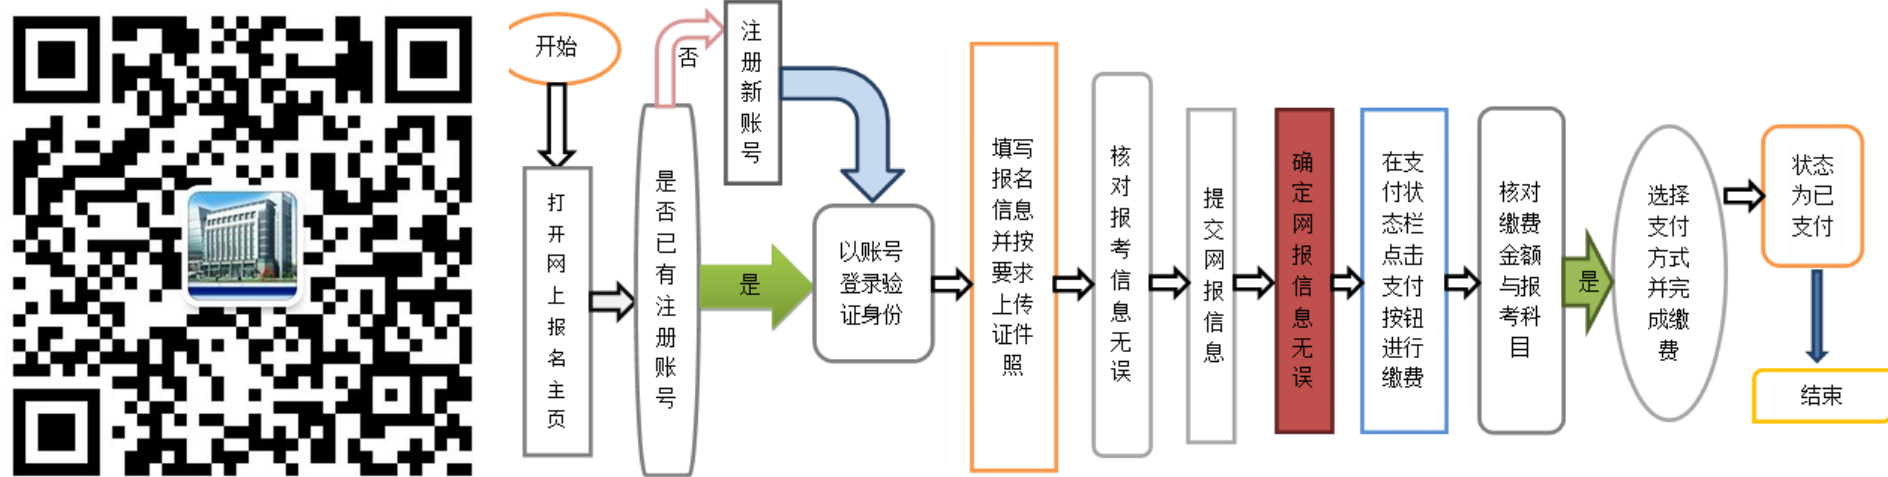 开始
打
开
网
上
报
名
主
页
是
否
已
有
注
册
账
号
否
注
册
新
账
号
是
以账号
登录验
证身份
填写
报名
信息
并按
要求
上传
证件
照
核
对
报
考
信
息
无
误
提
交
网
报
信
息
确
定
网
报
信
息
无
误
在支
付状
态栏
点击
支付
按钮
进行
缴费
核对
缴费
金额
与报
考科
目
是
选择
支付
方式
并完
成缴
费
状态
为已
支付
结束